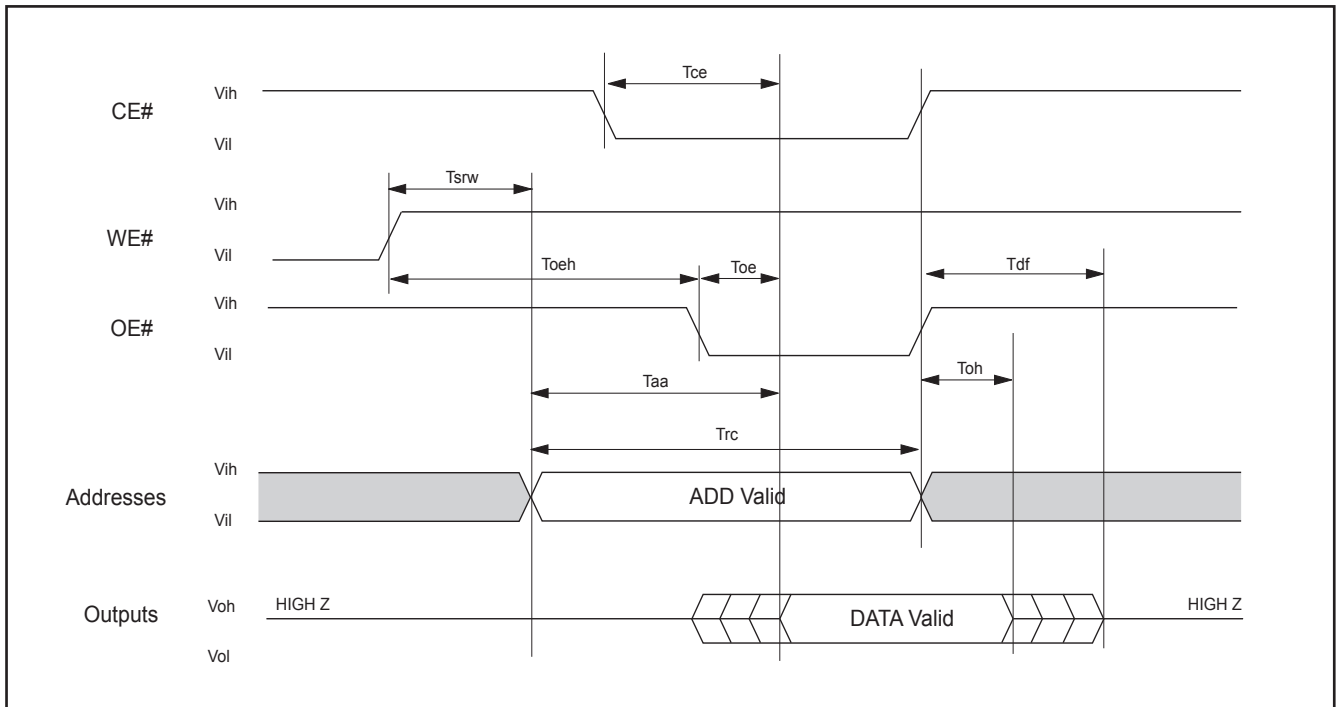 Tce
Vih
CE#
Vil
Tsrw
Vih
WE#
Vil
Toeh
Toe
Tdf
Vih
OE#
Vil
Taa
Toh
Trc
Vih
Addresses
ADD Valid
Vil
Outputs
Voh
HIGH Z
DATA Valid
HIGH Z
Vol